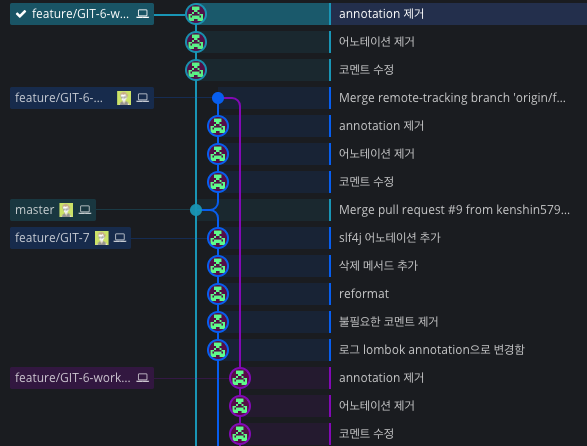 feature/GIT-6-w... annotation 제거
어노테이션 제거
코멘트 수정
feature/GIT-6-... Merge remote-tracking branch 'origin/f...
annotation 제거
어노테이션 제거
코멘트 수정
master Merge pull request #9 from kenshin579...
feature/GIT-7 slf4j 어노테이션 추가
삭제 메서드 추가
reformat
불필요한 코멘트 제거
로그 lombok annotation으로 변경함
feature/GIT-6-work... annotation 제거
어노테이션 제거
코멘트 수정